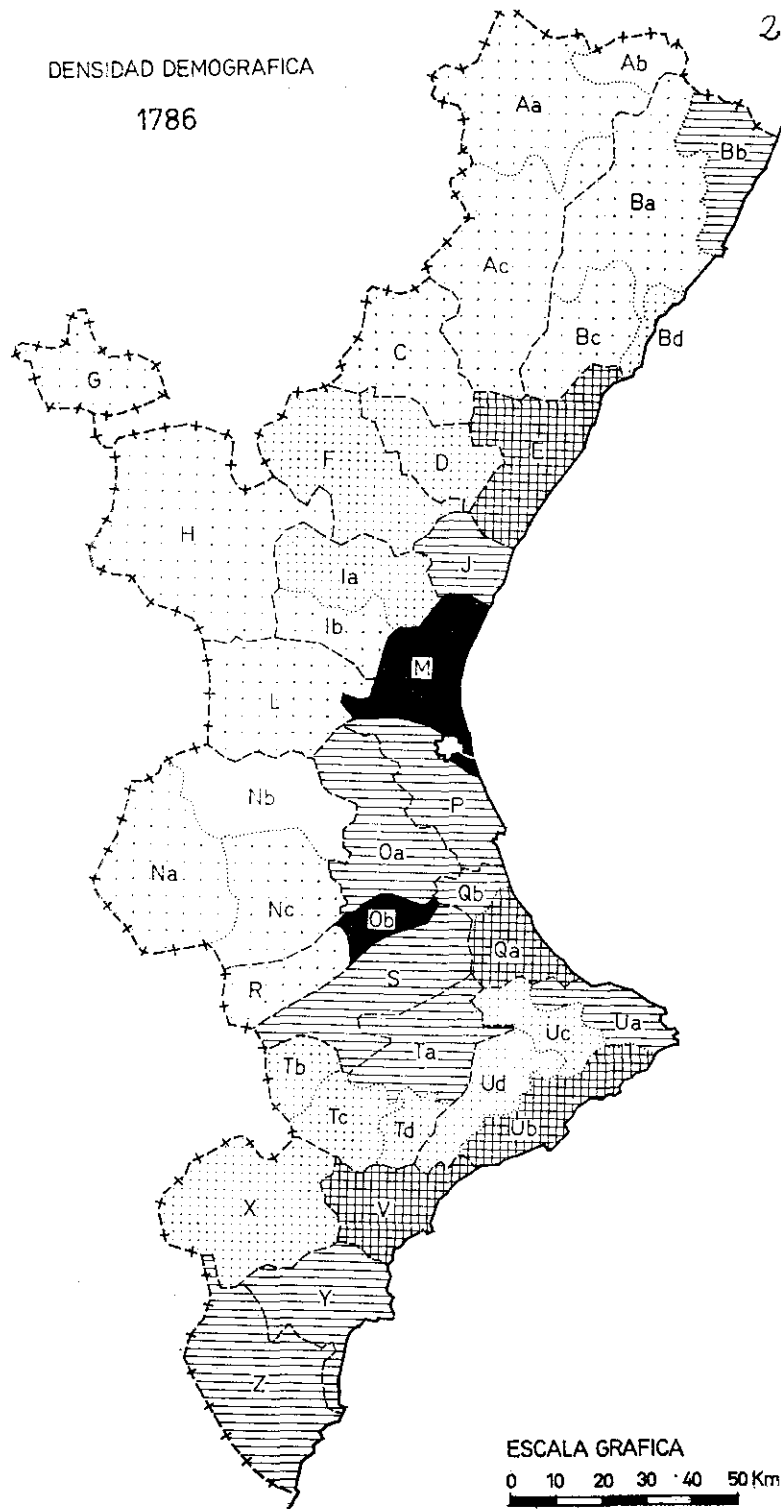 2
DENSIDAD DEMOGRAFICA
1786
Ab
Aa
Bb
Ba
Ac
Bc
Bd
C
G
E
F
D
H
J
Ia
Ib
M
L
Nb
P
Oa
Na
Qb
Nc
Ob
Qa
R
S
Ua
Uc
Ta
Tb
Ud
Tc
Td
Ub
X
V
Y
Z
ESCALA GRAFICA
0 10 20 30 40 50 Km